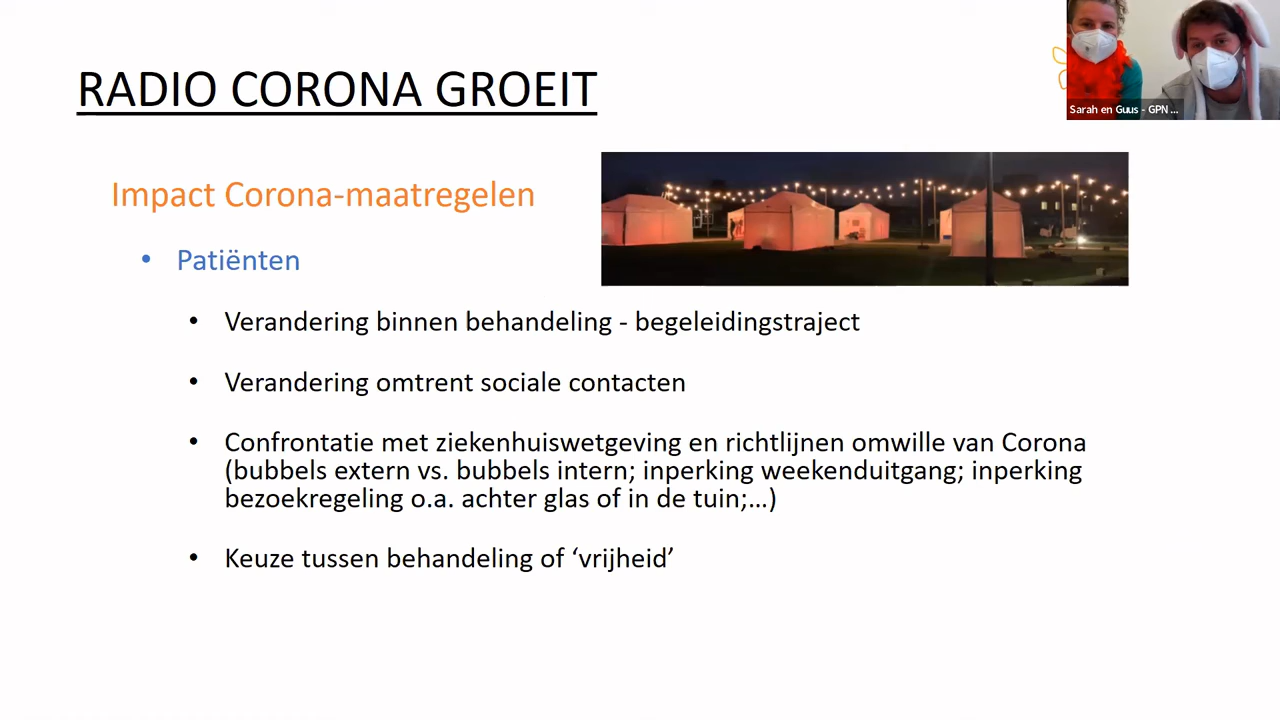 RADIO CORONA GROEIT
Sarah en Guus - GPN ...
Impact Corona-maatregelen
• Patiënten
• Verandering binnen behandeling - begeleidingstraject
• Verandering omtrent sociale contacten
• Confrontatie met ziekenhuiswetgeving en richtlijnen omwille van Corona
(bubbels extern vs. bubbels intern; inperking weekenduitgang; inperking
bezoekregeling o.a. achter glas of in de tuin;...)
• Keuze tussen behandeling of ‘vrijheid’